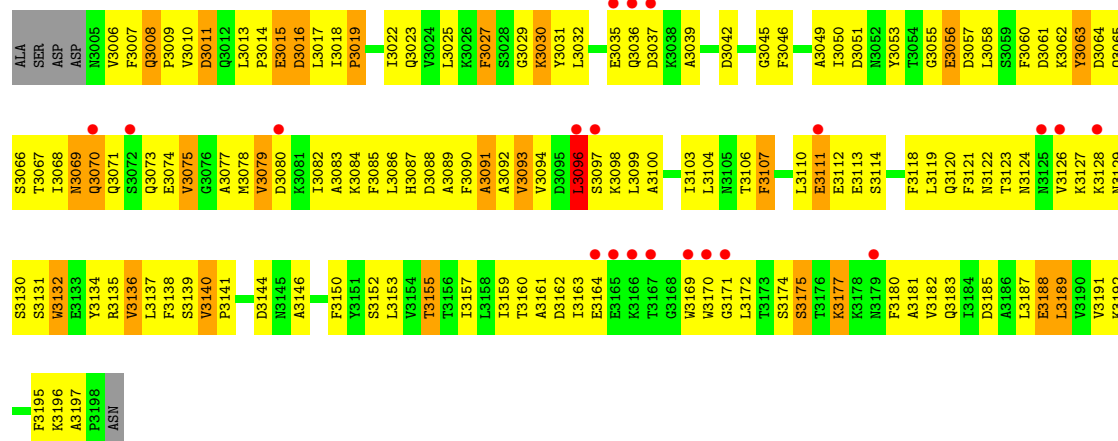 ALA SER ASP ASP N3005 V3006 F3007 Q3008 P3009 V3010 D3011 Q3012 L3013 P3014 E3015 D3016 L3017 I3018 P3019 I3022 Q3023 V3024 L3025 K3026 F3027 S3028 G3029 K3030 Y3031 L3032 E3035 Q3036 D3037 K3038 A3039 D3042 G3045 F3046 A3049 I3050 D3051 N3052 Y3053 T3054 G3055 E3056 D3057 L3058 S3059 F3060 D3061 K3062 Y3063 D3064
S3066 T3067 I3068 N3069 Q3070 Q3071 S3072 Q3073 E3074 V3075 G3076 A3077 M3078 V3079 D3080 K3081 I3082 A3083 K3084 F3085 L3086 H3087 D3088 A3089 F3090 A3091 A3092 V3093 V3094 D3095 L3096 S3097 K3098 L3099 A3100 I3103 L3104 N3105 T3106 F3107 L3110 E3111 E3112 E3113 S3114 F3118 L3119 Q3120 F3121 N3122 T3123 N3124 N3125 V3126 K3127 K3128
S3130 S3131 W3132 E3133 Y3134 R3135 V3136 L3137 F3138 S3139 V3140 P3141 D3144 N3145 A3146 F3150 Y3151 S3152 L3153 V3154 T3155 T3156 I3157 L3158 I3159 T3160 A3161 D3162 I3163 E3164 E3165 K3166 T3167 G3168 W3169 W3170 G3171 L3172 T3173 S3174 S3175 T3176 K3177 K3178 N3179 F3180 A3181 V3182 Q3183 I3184 D3185 A3186 L3187 E3188 L3189 V3190 V3191
F3195 K3196 A3197 P3198 ASN